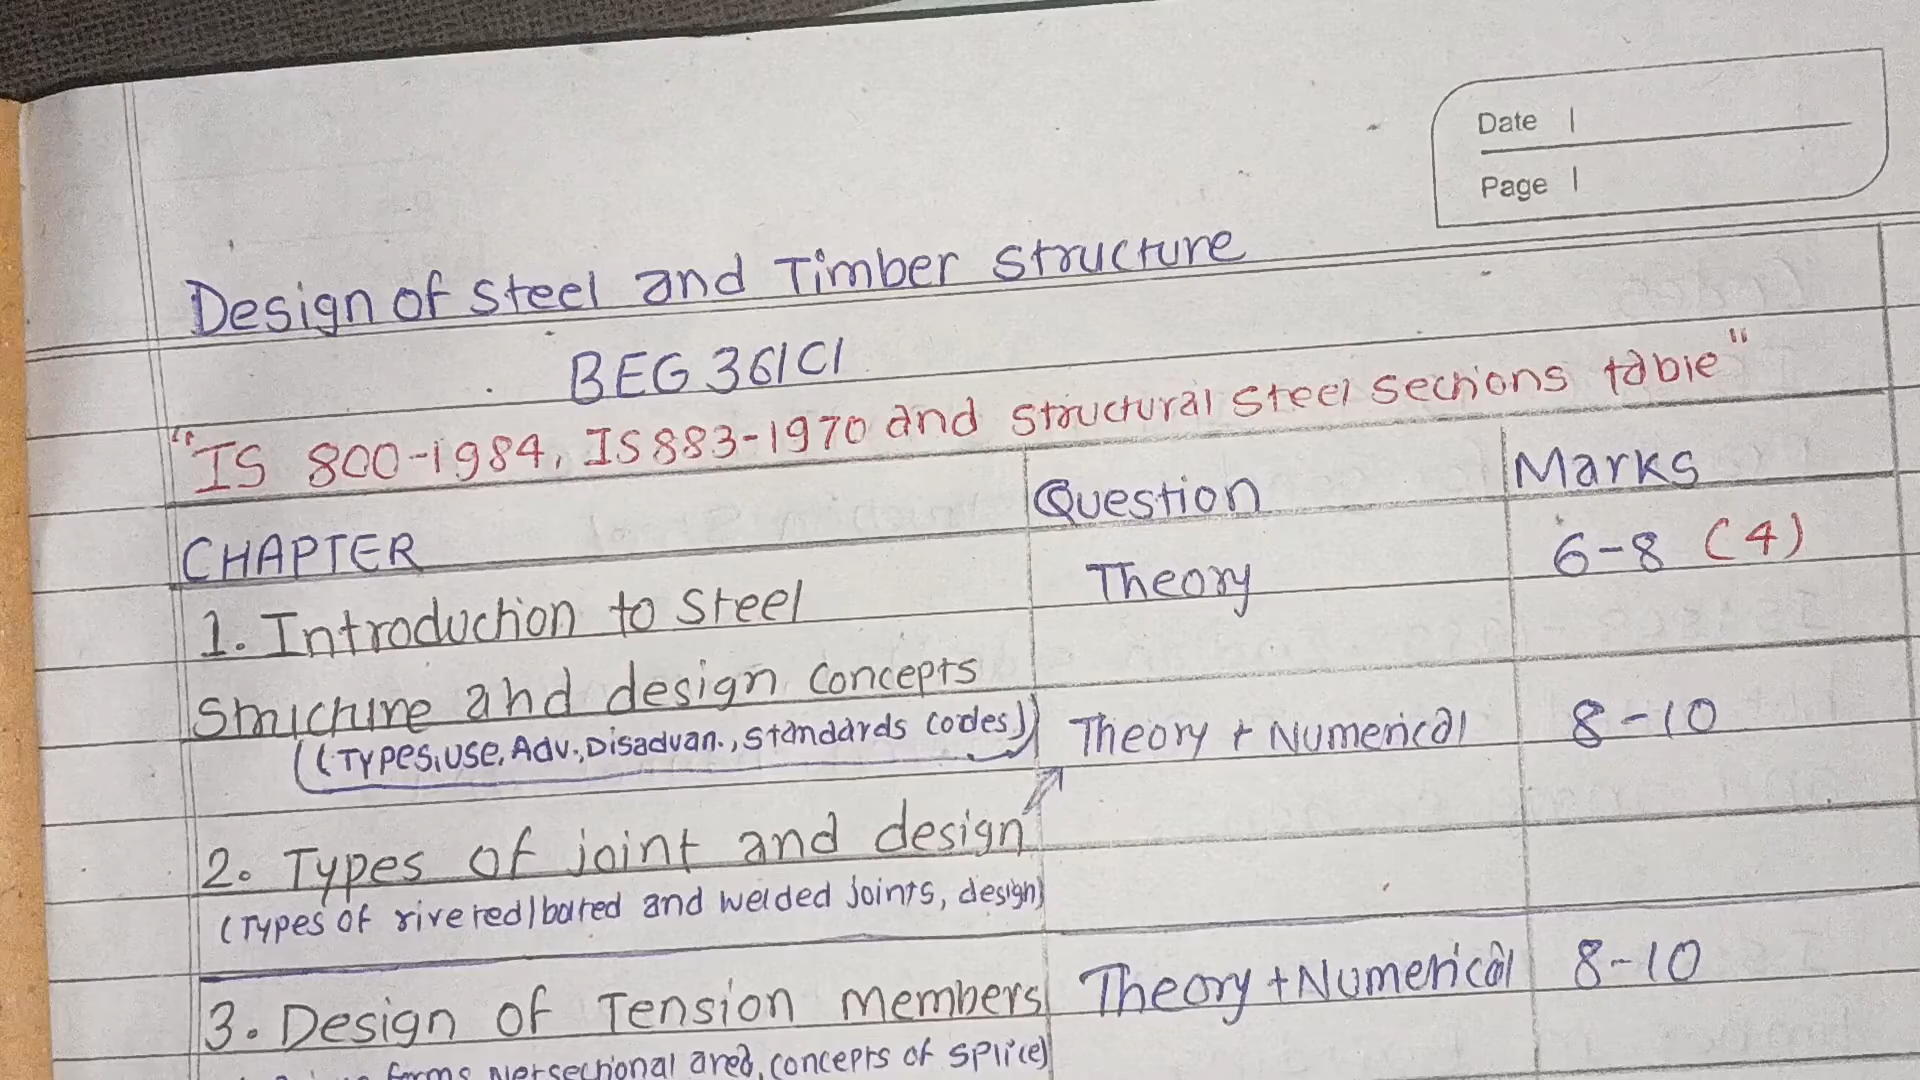 Date
Page
Design of Steel and Timber Structure
BEG 361CI
"IS 800-1984, IS 883-1970 and Structural Steel Sections table"
CHAPTER Question Marks
1. Introduction to Steel Theory 6-8 (4)
Structure and design concepts
(Types, use, Adv., Disadvan., standards codes) Theory + Numerical 8-10
2. Types of joint and design
(Types of riveted/bolted and welded joints, design)
3. Design of Tension Members Theory + Numerical 8-10
forms, Net sectional area, concepts of splice)